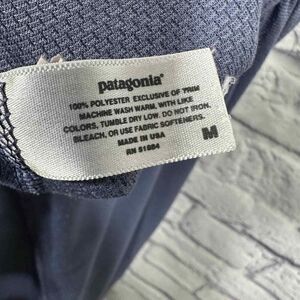 patagonia®
100% POLYESTER EXCLUSIVE OF TRIM
MACHINE WASH WARM, WITH LIKE
COLORS, TUMBLE DRY LOW. DO NOT IRON,
BLEACH, OR USE FABRIC SOFTENERS.
MADE IN USA
RN 51884
M